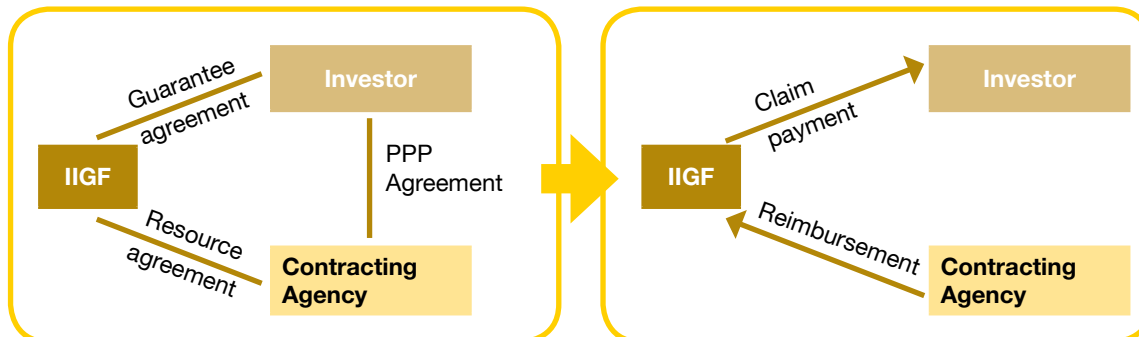 Guarantee
agreement
Investor
IIGF
PPP
Agreement
Resource
agreement
Contracting
Agency
Claim
payment
Investor
IIGF
Reimbursement
Contracting
Agency